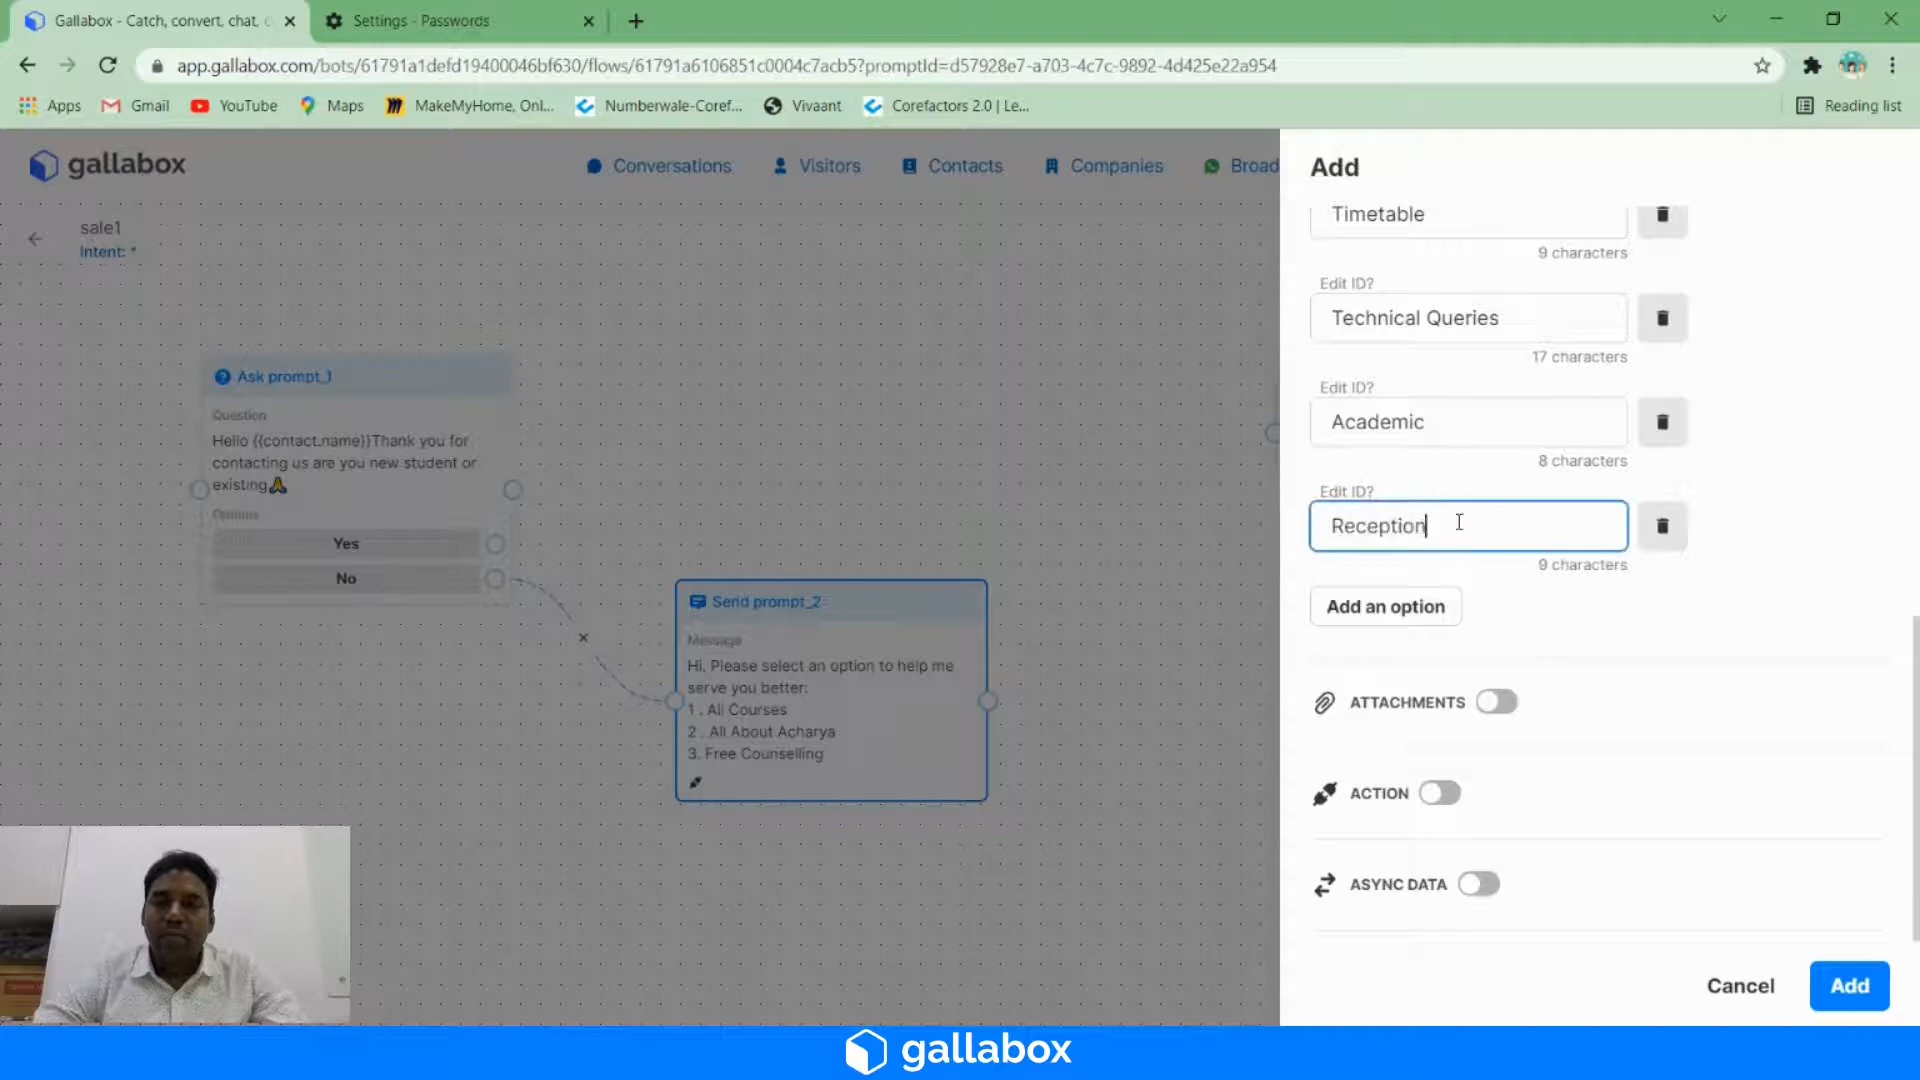 Gallabox - Catch, convert, chat, c
Settings - Passwords
app.gallabox.com/bots/61791a1defd19400046bf630/flows/61791a6106851c0004c7acb5?promptId=d57928e7-a703-4c7c-9892-4d425e22a954
Apps
Gmail
YouTube
Maps
MakeMyHome, Onl...
Numberwale-Coref...
Vivaant
Corefactors 2.0 | Le...
Reading list
gallabox
Conversations
Visitors
Contacts
Companies
Broad
sale1
Intent: *
Ask prompt_1
Question
Hello {{contact.name}}Thank you for
contacting us are you new student or
existing🙏
Options
Yes
No
Send prompt_2
Message
Hi, Please select an option to help me
serve you better:
1 . All Courses
2 . All About Acharya
3. Free Counselling
Add
Timetable
9 characters
Edit ID?
Technical Queries
17 characters
Edit ID?
Academic
8 characters
Edit ID?
Reception
9 characters
Add an option
ATTACHMENTS
ACTION
ASYNC DATA
Cancel
Add
gallabox